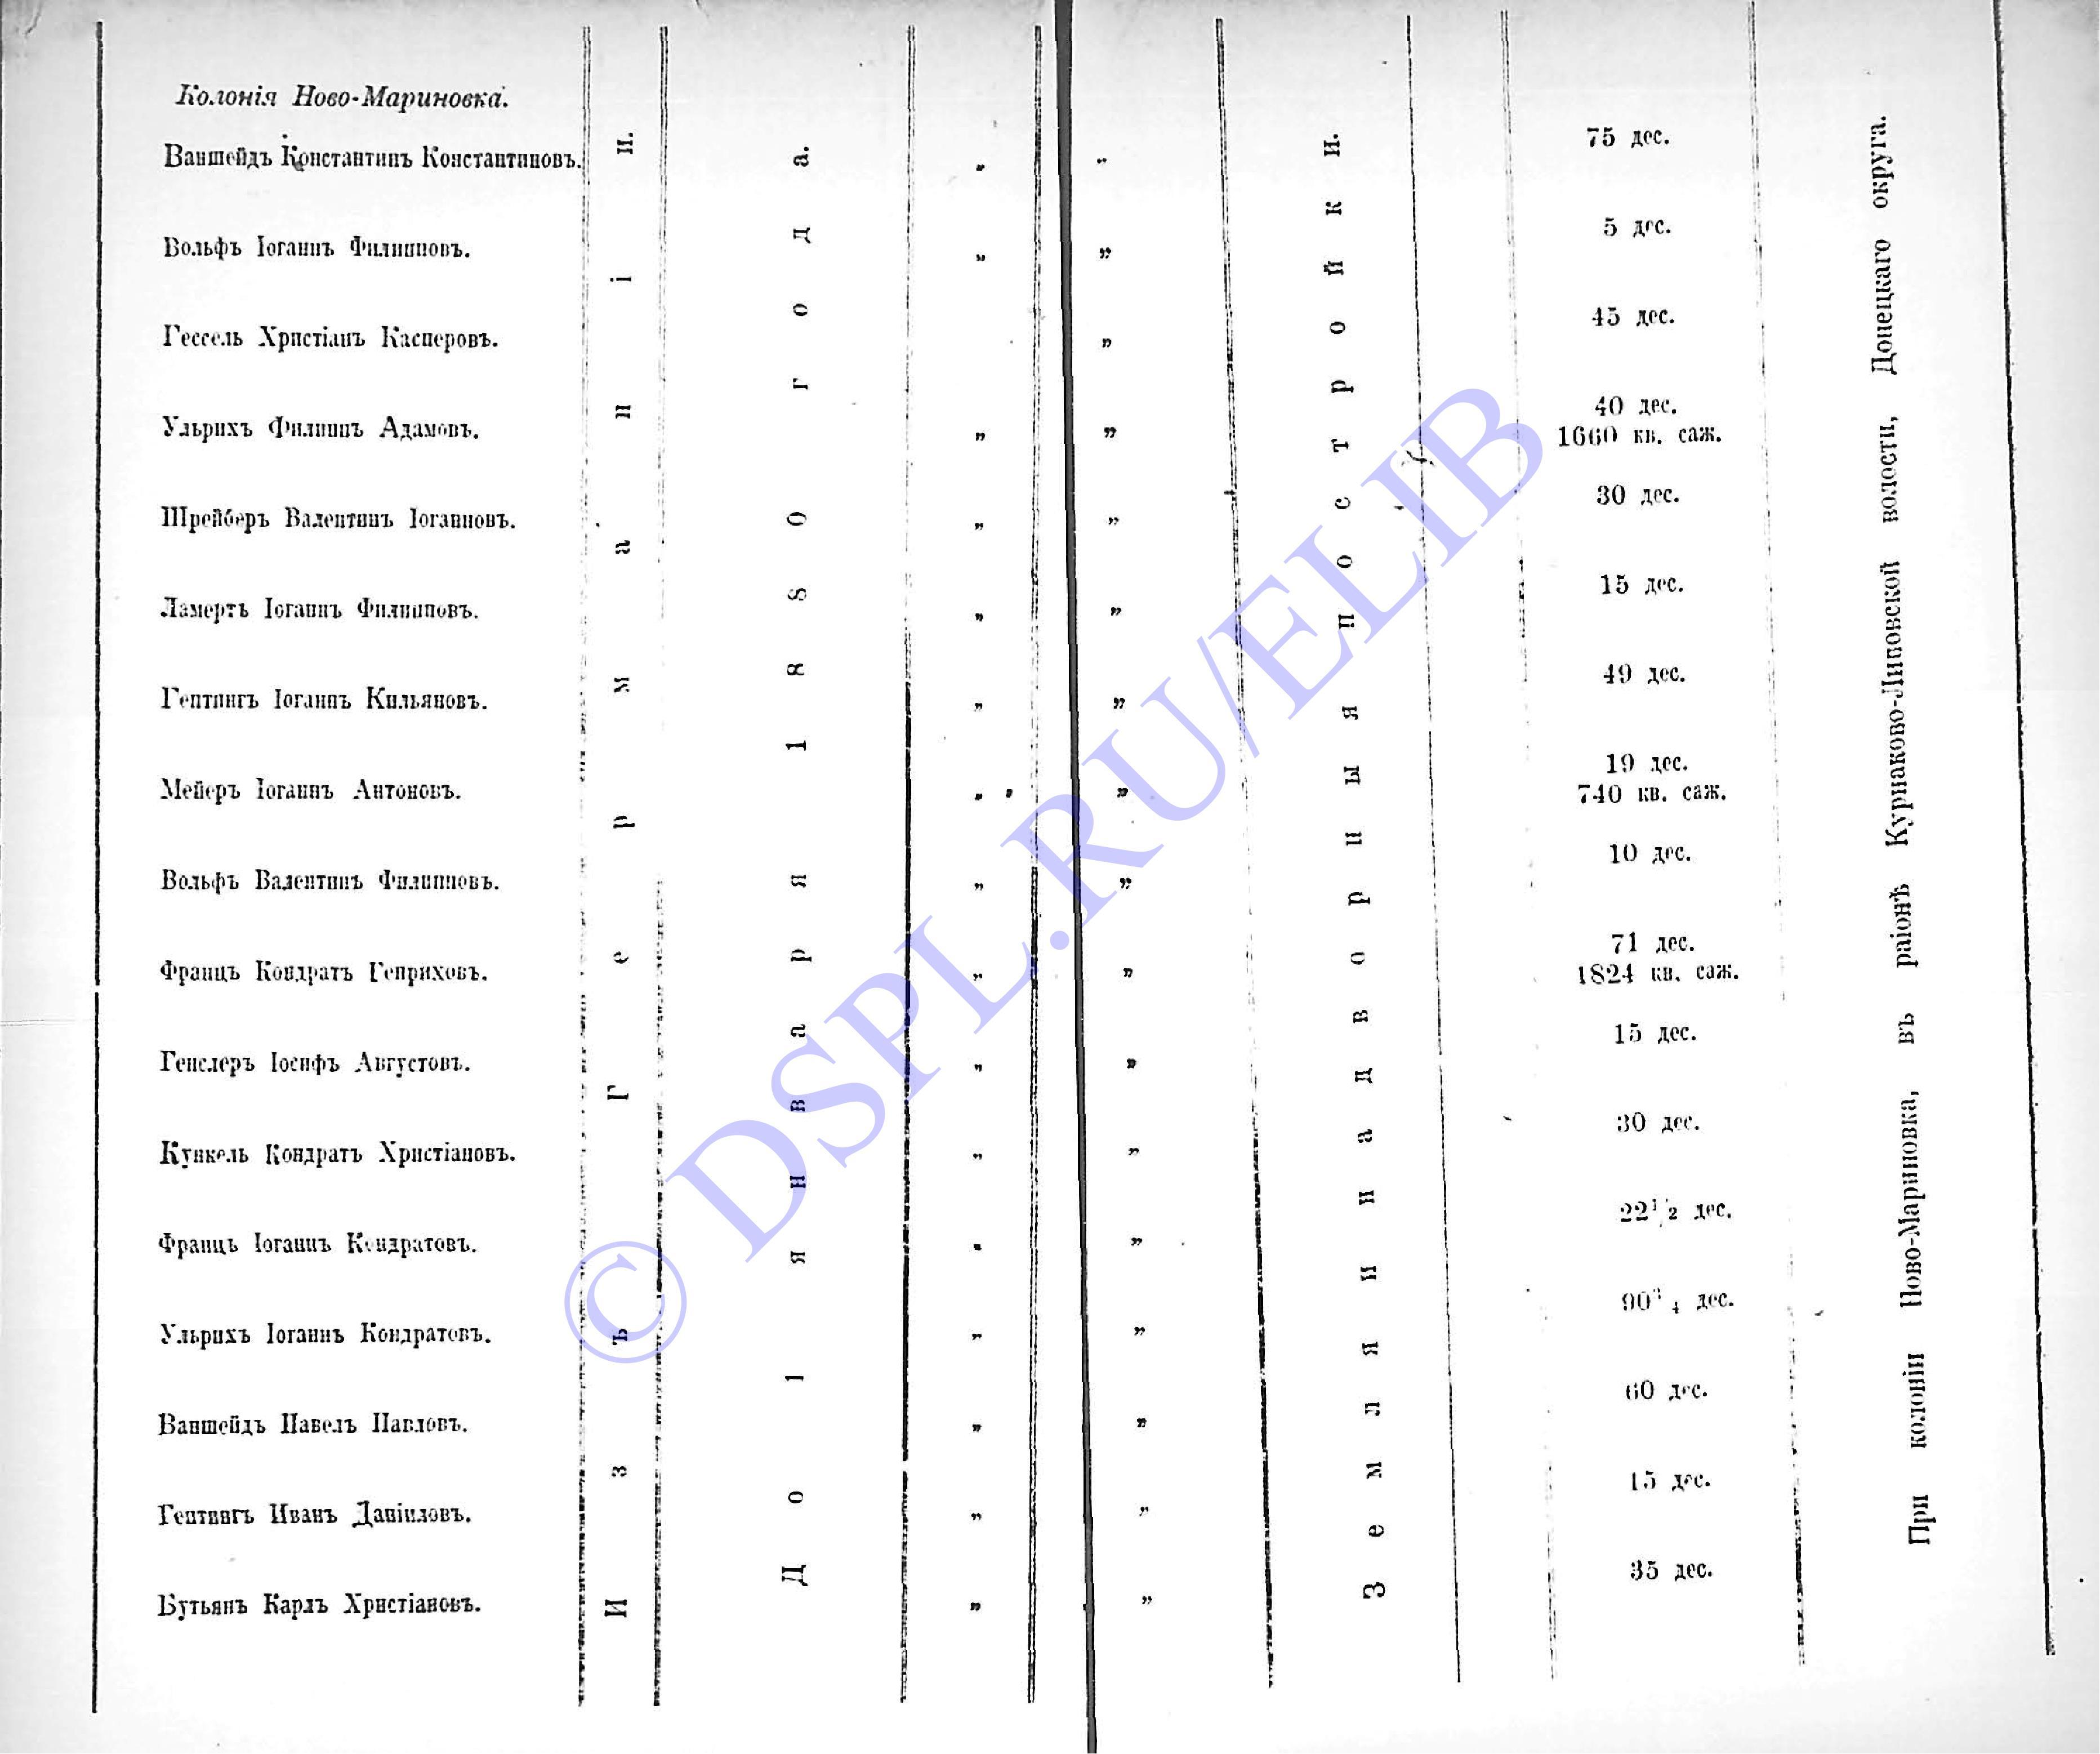 Колонія Ново-Мариновка.
Ваншейдъ Константинъ Константиновъ. „ „ 75 дес.
Вольфъ Іоганнъ Филипповъ. „ „ 5 дес.
Гессель Христіанъ Касперовъ. „ 45 дес.
Ульрихъ Филиппъ Адамовъ. „ „ 40 дес.
1660 кв. саж.
Шрейберъ Валентинъ Іоганновъ. „ „ 30 дес.
Ламертъ Іоганнъ Филипповъ. „ „ 15 дес.
Гептингъ Іоганнъ Кильяновъ. „ „ 49 дес.
Мейеръ Іоганнъ Антоновъ. „ „ 19 дес.
740 кв. саж.
Вольфъ Валентинъ Филипповъ. „ „ 10 дес.
Францъ Кондратъ Генриховъ. „ „ 71 дес.
1824 кв. саж.
Генслеръ Іосифъ Августовъ. „ „ 15 дес.
Кункель Кондратъ Христіановъ. „ „ 30 дес.
Францъ Іоганнъ Кондратовъ. „ „ 22 1/2 дес.
Ульрихъ Іоганнъ Кондратовъ. „ „ 90 3/4 дес.
Ваншейдъ Павелъ Павловъ. „ „ 60 дес.
Гептингъ Иванъ Даніиловъ. „ „ 15 дес.
Бутьянъ Карлъ Христіановъ. „ „ 35 дес.
Изъ Германіи.
До 1 января 1880 года.
Земля и надворныя постройки.
При колоніи Ново-Мариновка, въ раіонѣ Курнаково-Липовской волости, Донецкаго округа.
© DSPL.RU/ELIB